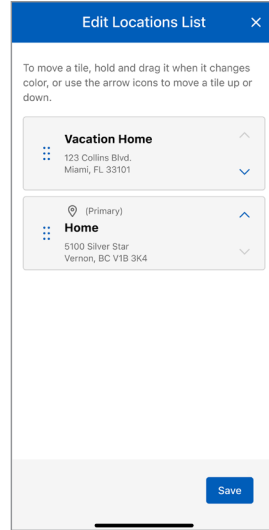 Edit Locations List
To move a tile, hold and drag it when it changes
color, or use the arrow icons to move a tile up or
down.
Vacation Home
123 Collins Blvd.
Miami, FL 33101
(Primary)
Home
5100 Silver Star
Vernon, BC V1B 3K4
Save